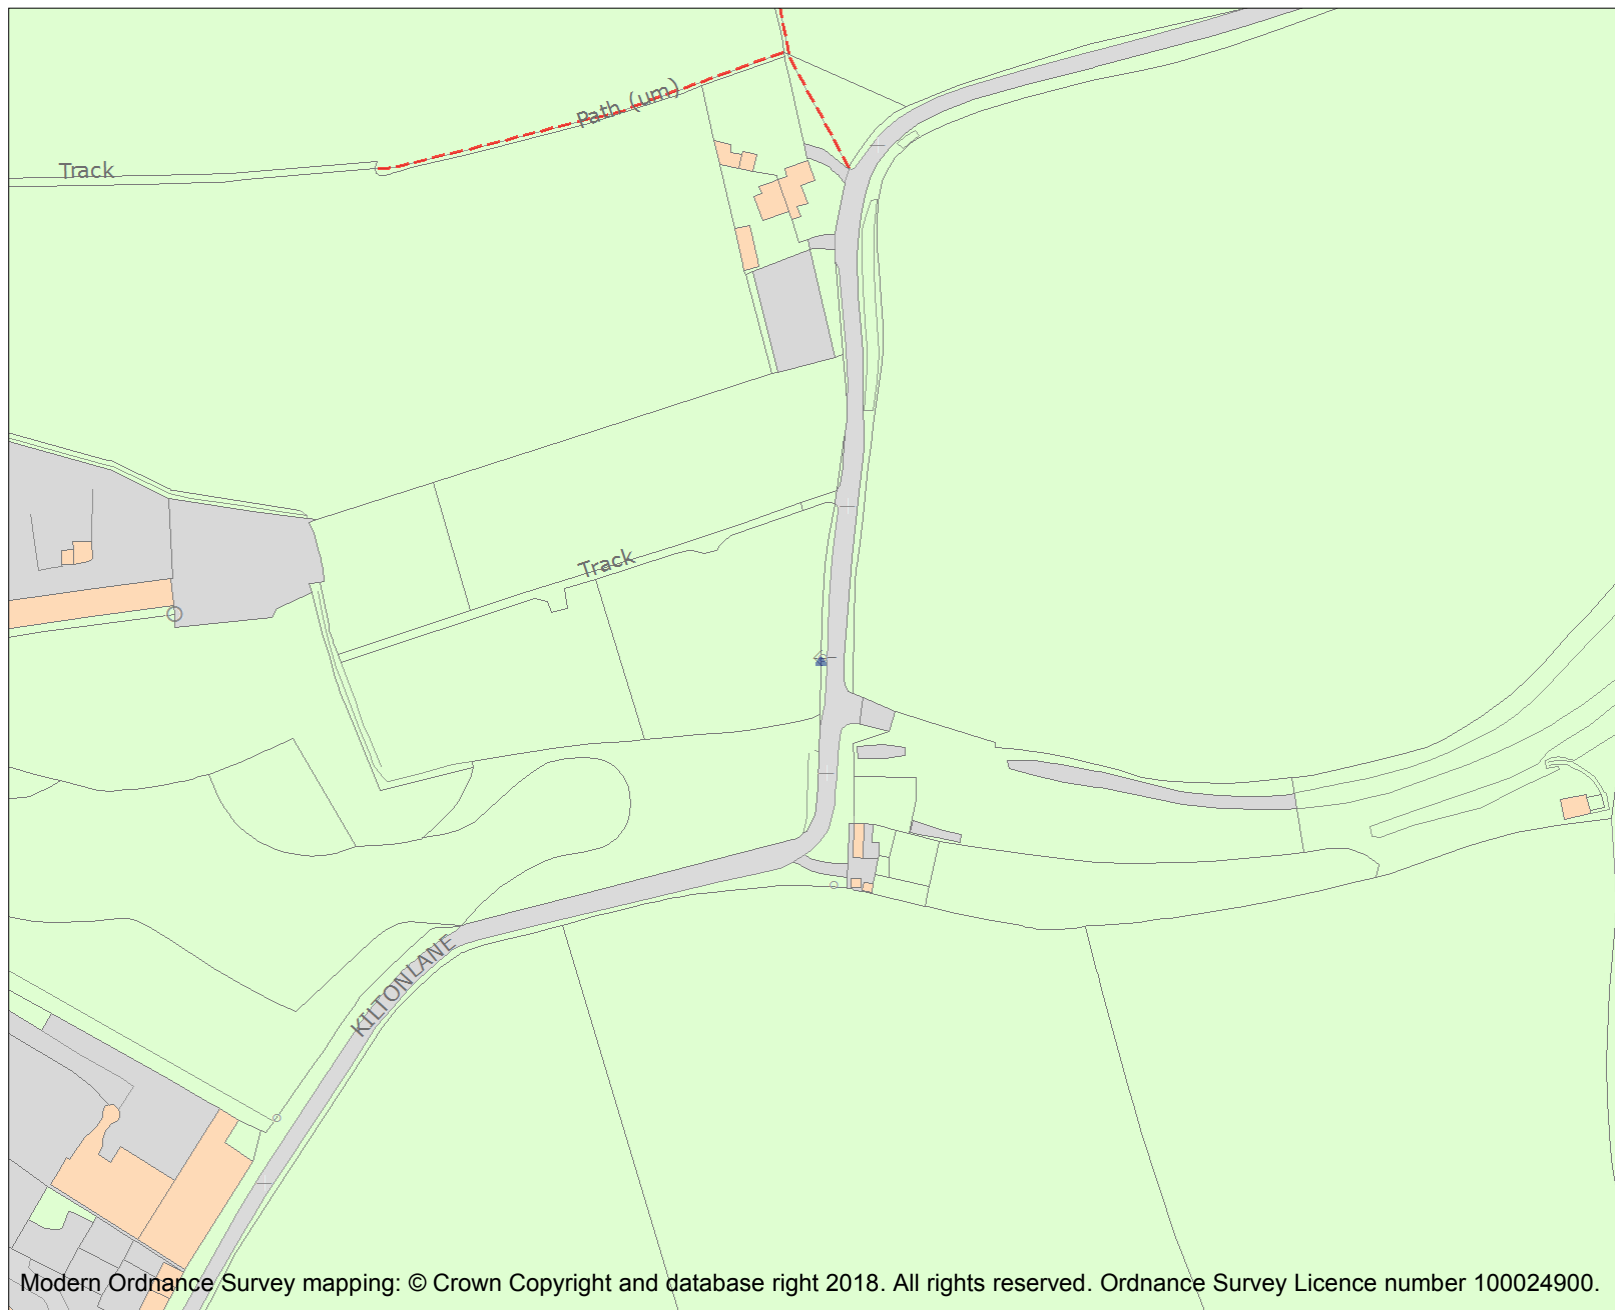 Path (um)
Track
Track
KILTON LANE
Modern Ordnance Survey mapping: © Crown Copyright and database right 2018. All rights reserved. Ordnance Survey Licence number 100024900.